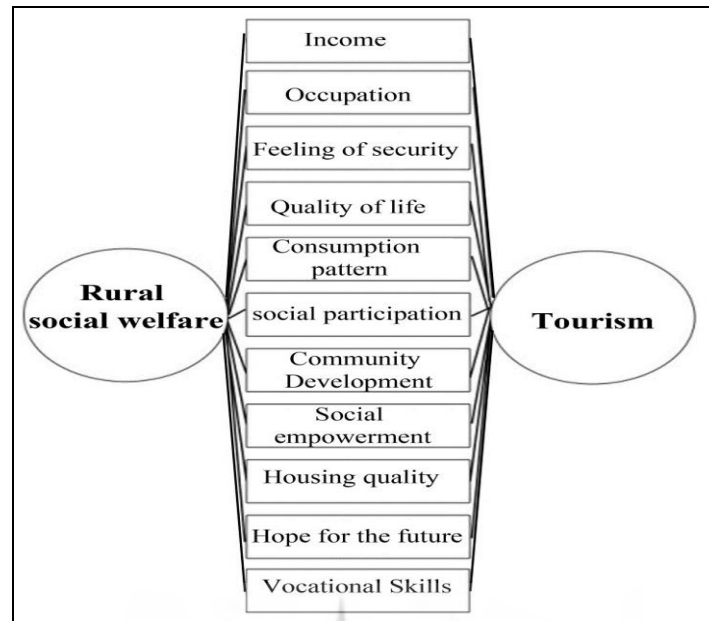 Income
Occupation
Feeling of security
Quality of life
Consumption
pattern
Rural
social welfare
social participation
Tourism
Community
Development
Social
empowerment
Housing quality
Hope for the future
Vocational Skills